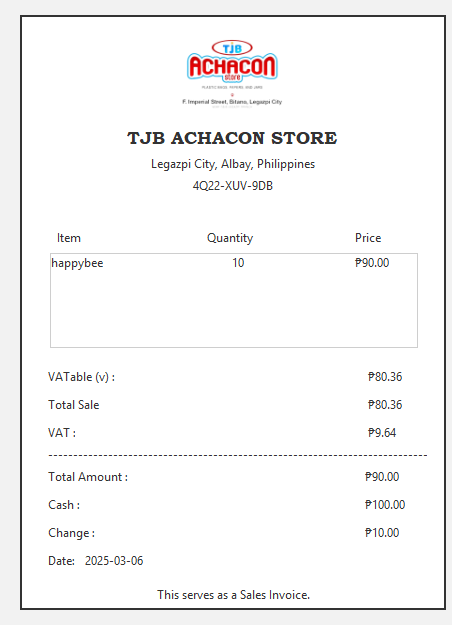 TJB
ACHACON
store
PLASTIC BAGS, PAPERS, AND JARS
F. Imperial Street, Bitano, Legazpi City
TJB ACHACON STORE
Legazpi City, Albay, Philippines
4Q22-XUV-9DB
Item Quantity Price
happybee 10 ₱90.00
VATable (v) : ₱80.36
Total Sale ₱80.36
VAT : ₱9.64
Total Amount : ₱90.00
Cash : ₱100.00
Change : ₱10.00
Date: 2025-03-06
This serves as a Sales Invoice.